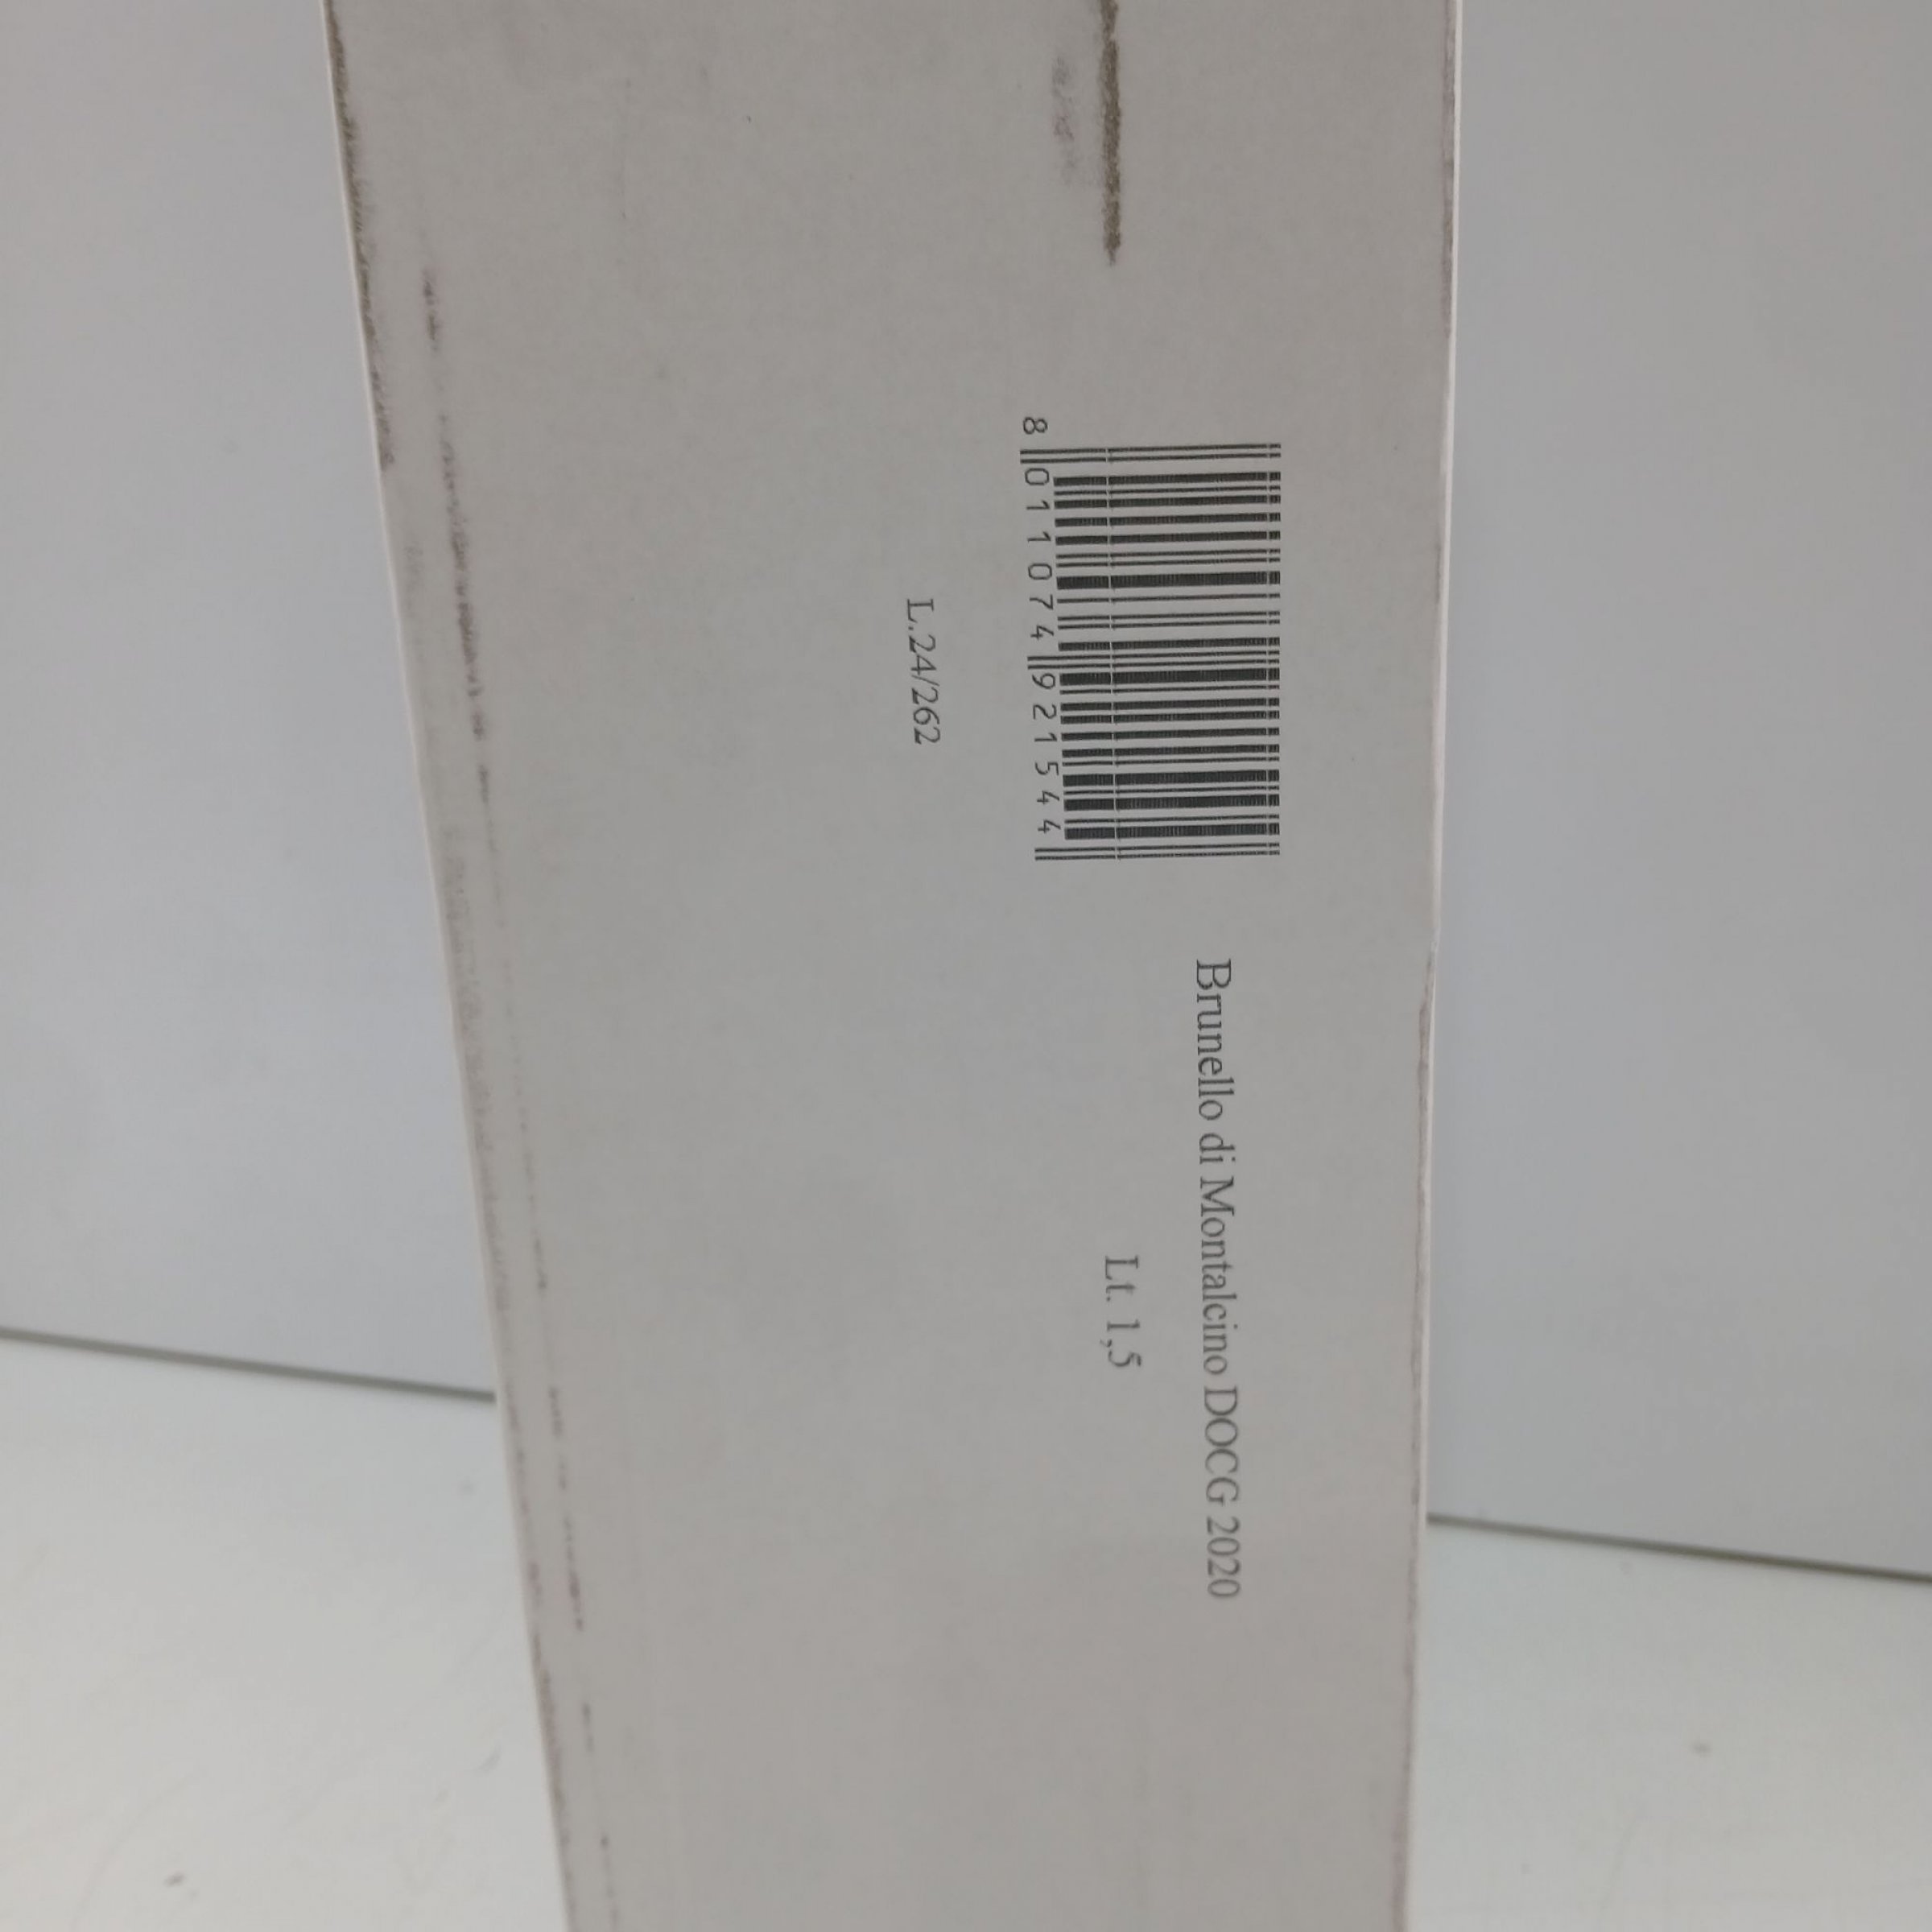 8 011074 921544
Brunello di Montalcino DOCG 2020
Lt. 1,5
L.24/262